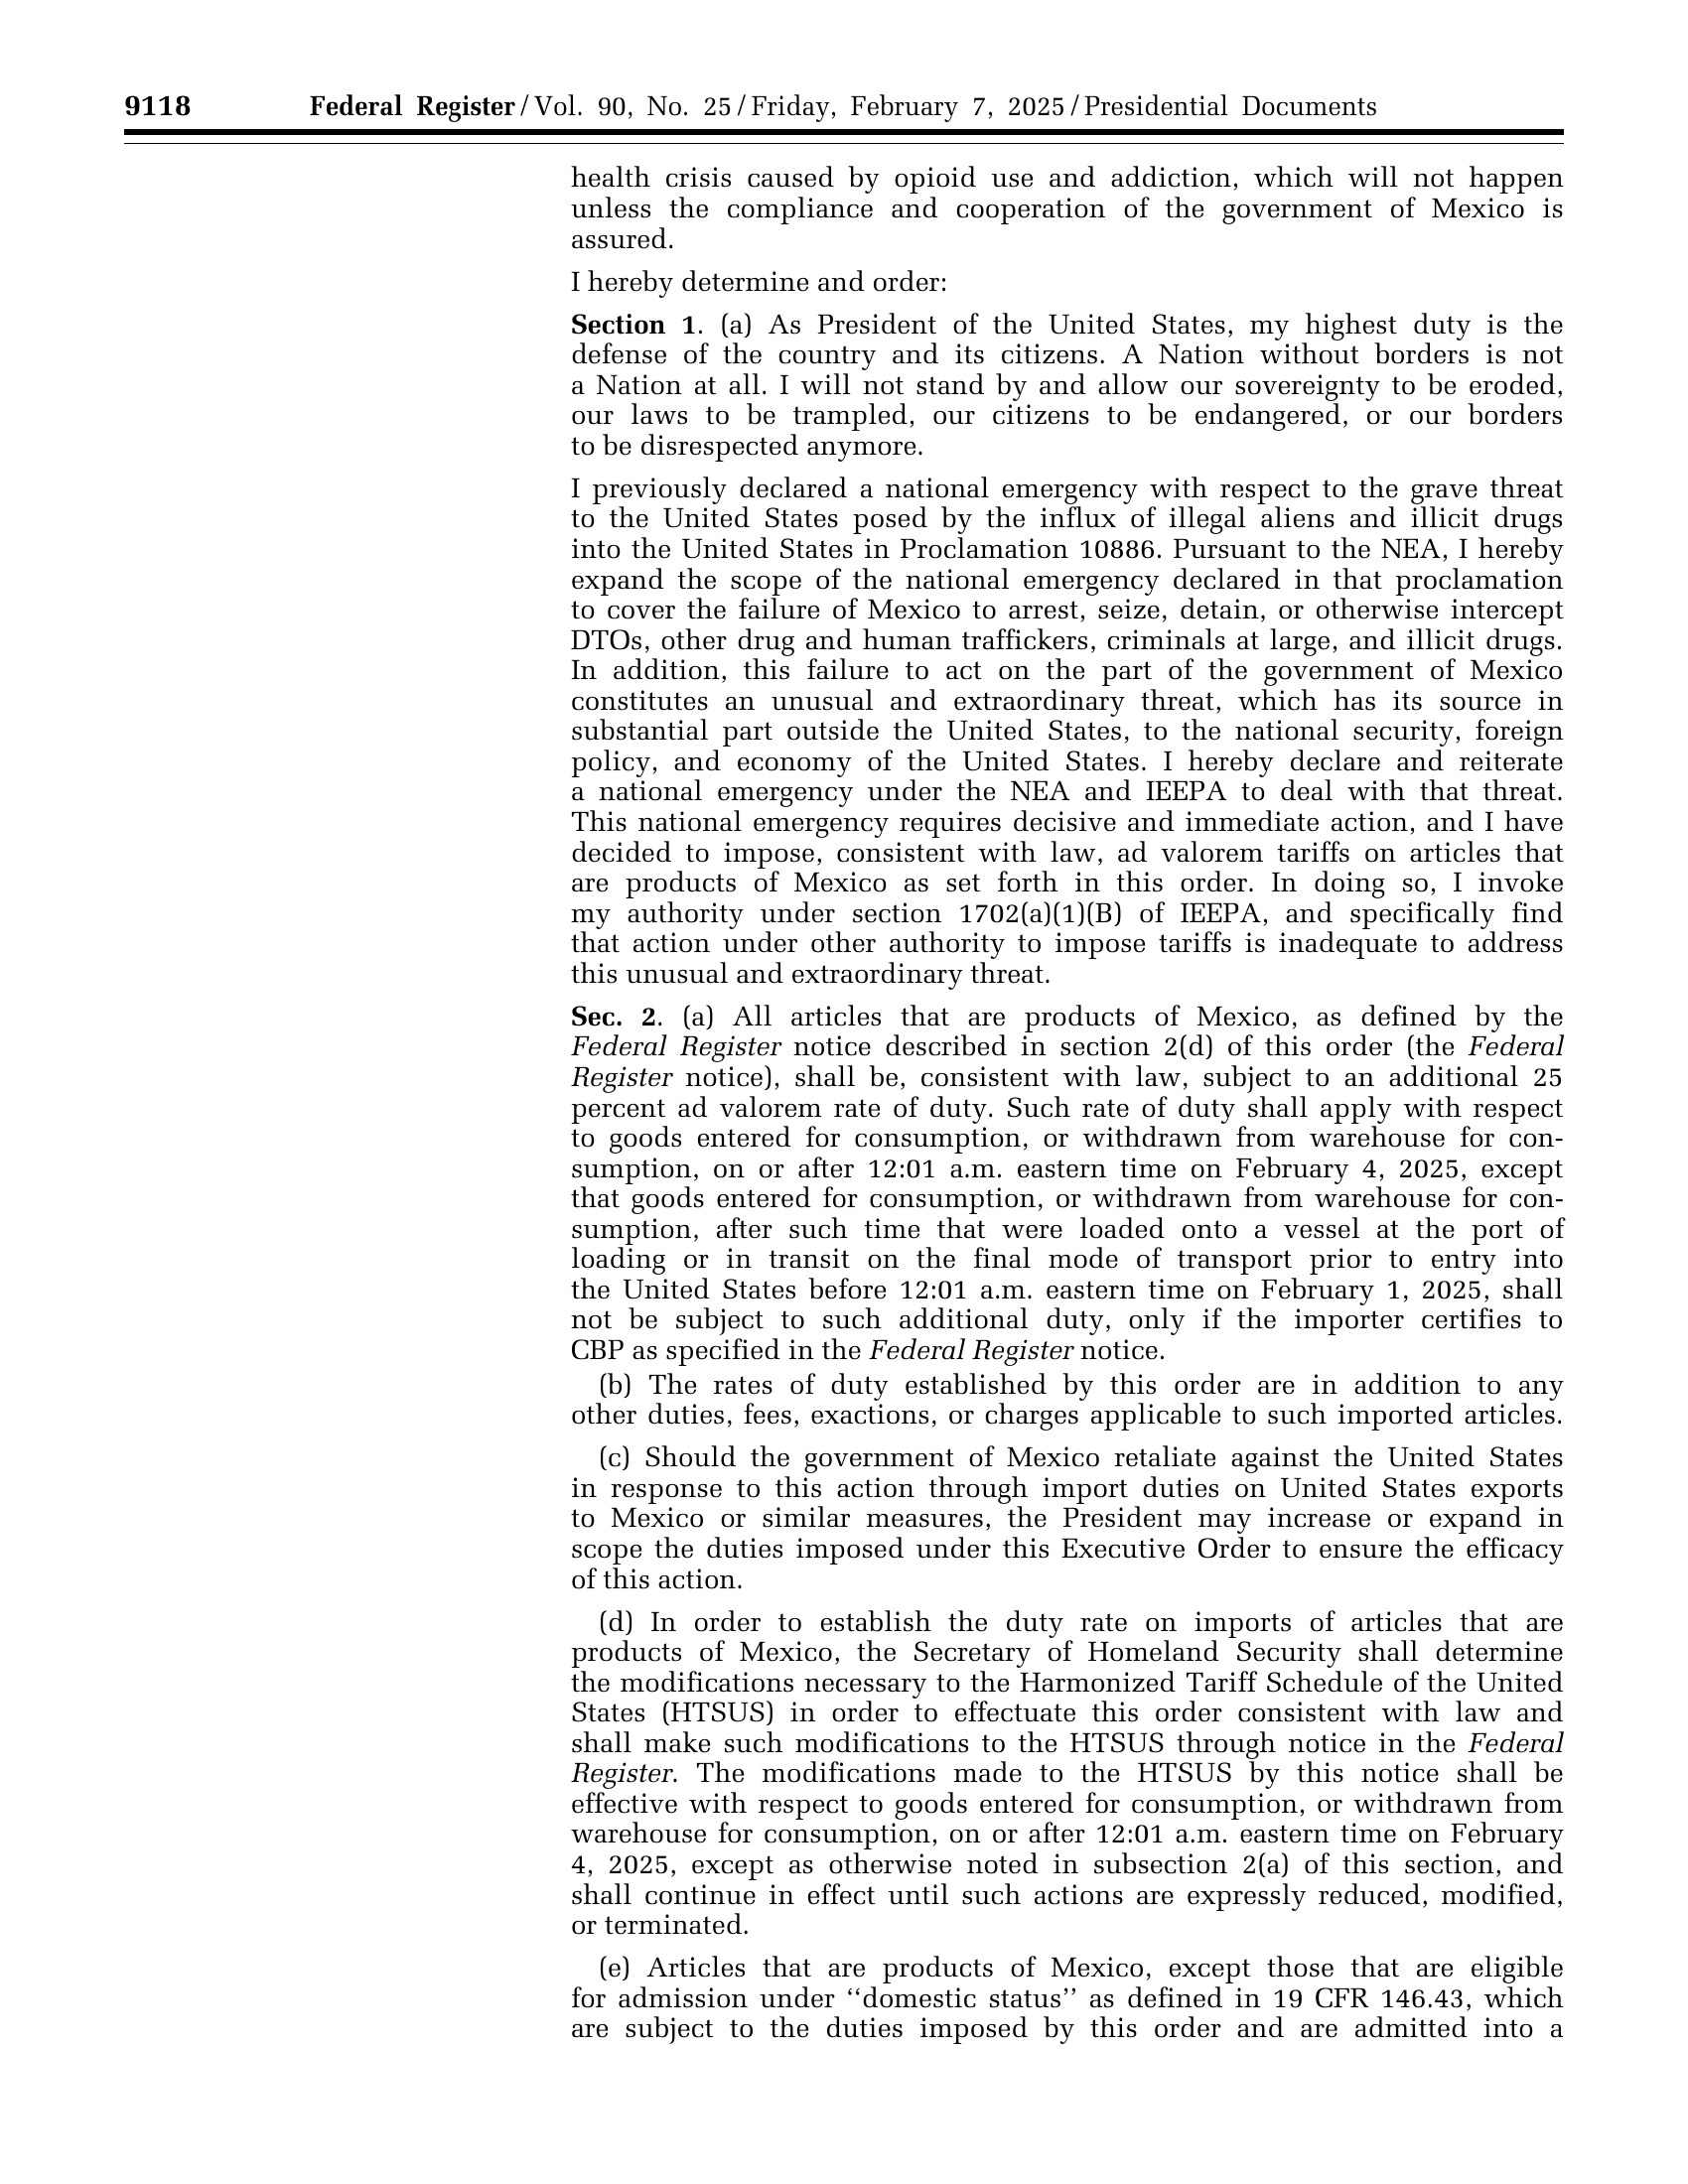 9118 Federal Register / Vol. 90, No. 25 / Friday, February 7, 2025 / Presidential Documents
health crisis caused by opioid use and addiction, which will not happen
unless the compliance and cooperation of the government of Mexico is
assured.
I hereby determine and order:
Section 1. (a) As President of the United States, my highest duty is the
defense of the country and its citizens. A Nation without borders is not
a Nation at all. I will not stand by and allow our sovereignty to be eroded,
our laws to be trampled, our citizens to be endangered, or our borders
to be disrespected anymore.
I previously declared a national emergency with respect to the grave threat
to the United States posed by the influx of illegal aliens and illicit drugs
into the United States in Proclamation 10886. Pursuant to the NEA, I hereby
expand the scope of the national emergency declared in that proclamation
to cover the failure of Mexico to arrest, seize, detain, or otherwise intercept
DTOs, other drug and human traffickers, criminals at large, and illicit drugs.
In addition, this failure to act on the part of the government of Mexico
constitutes an unusual and extraordinary threat, which has its source in
substantial part outside the United States, to the national security, foreign
policy, and economy of the United States. I hereby declare and reiterate
a national emergency under the NEA and IEEPA to deal with that threat.
This national emergency requires decisive and immediate action, and I have
decided to impose, consistent with law, ad valorem tariffs on articles that
are products of Mexico as set forth in this order. In doing so, I invoke
my authority under section 1702(a)(1)(B) of IEEPA, and specifically find
that action under other authority to impose tariffs is inadequate to address
this unusual and extraordinary threat.
Sec. 2. (a) All articles that are products of Mexico, as defined by the
Federal Register notice described in section 2(d) of this order (the Federal
Register notice), shall be, consistent with law, subject to an additional 25
percent ad valorem rate of duty. Such rate of duty shall apply with respect
to goods entered for consumption, or withdrawn from warehouse for con-
sumption, on or after 12:01 a.m. eastern time on February 4, 2025, except
that goods entered for consumption, or withdrawn from warehouse for con-
sumption, after such time that were loaded onto a vessel at the port of
loading or in transit on the final mode of transport prior to entry into
the United States before 12:01 a.m. eastern time on February 1, 2025, shall
not be subject to such additional duty, only if the importer certifies to
CBP as specified in the Federal Register notice.
(b) The rates of duty established by this order are in addition to any
other duties, fees, exactions, or charges applicable to such imported articles.
(c) Should the government of Mexico retaliate against the United States
in response to this action through import duties on United States exports
to Mexico or similar measures, the President may increase or expand in
scope the duties imposed under this Executive Order to ensure the efficacy
of this action.
(d) In order to establish the duty rate on imports of articles that are
products of Mexico, the Secretary of Homeland Security shall determine
the modifications necessary to the Harmonized Tariff Schedule of the United
States (HTSUS) in order to effectuate this order consistent with law and
shall make such modifications to the HTSUS through notice in the Federal
Register. The modifications made to the HTSUS by this notice shall be
effective with respect to goods entered for consumption, or withdrawn from
warehouse for consumption, on or after 12:01 a.m. eastern time on February
4, 2025, except as otherwise noted in subsection 2(a) of this section, and
shall continue in effect until such actions are expressly reduced, modified,
or terminated.
(e) Articles that are products of Mexico, except those that are eligible
for admission under ‘‘domestic status’’ as defined in 19 CFR 146.43, which
are subject to the duties imposed by this order and are admitted into a